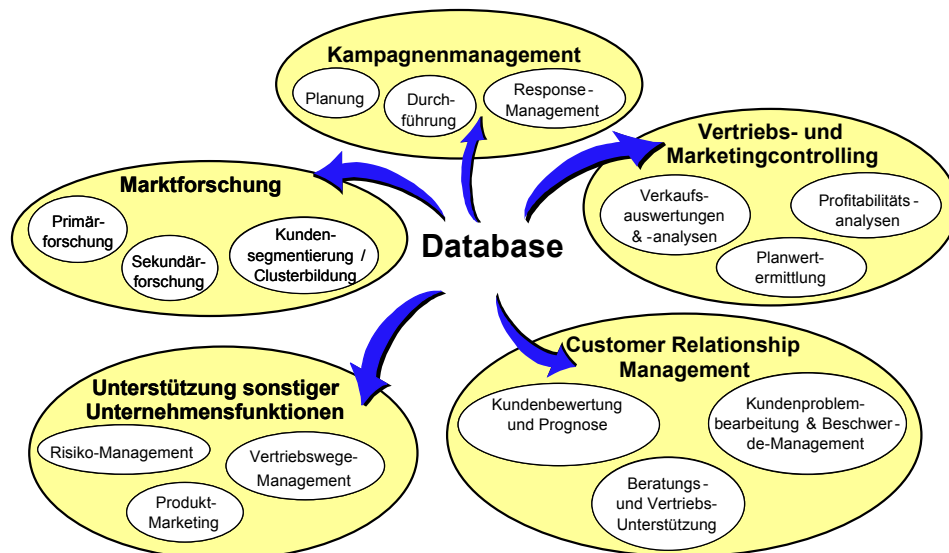 Kampagnenmanagement
Planung
Durch-
führung
Response-
Management
Vertriebs- und
Marketingcontrolling
Verkaufs-
auswertungen
& -analysen
Profitabilitäts-
analysen
Planwert-
ermittlung
Marktforschung
Primär-
forschung
Sekundär-
forschung
Kunden-
segmentierung /
Clusterbildung
Database
Unterstützung sonstiger
Unternehmensfunktionen
Risiko-Management
Vertriebswege-
Management
Produkt-
Marketing
Customer Relationship
Management
Kundenbewertung
und Prognose
Kundenproblem-
bearbeitung & Beschwer-
de-Management
Beratungs-
und Vertriebs-
Unterstützung